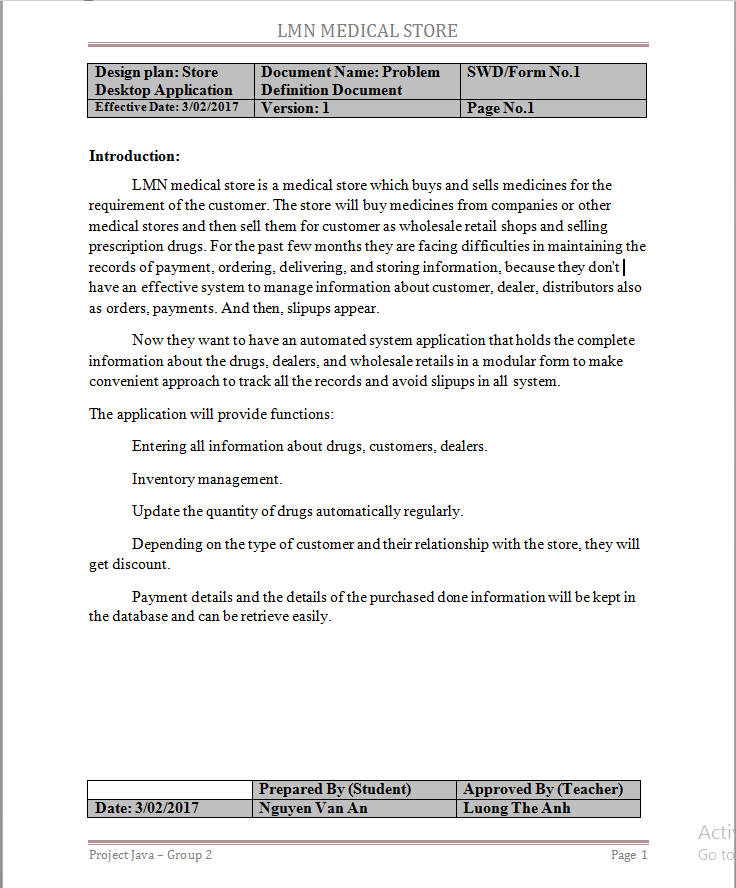 LMN MEDICAL STORE
Design plan: Store Desktop Application
Document Name: Problem Definition Document
SWD/Form No.1
Effective Date: 3/02/2017
Version: 1
Page No.1
Introduction:
LMN medical store is a medical store which buys and sells medicines for the
requirement of the customer. The store will buy medicines from companies or other
medical stores and then sell them for customer as wholesale retail shops and selling
prescription drugs. For the past few months they are facing difficulties in maintaining the
records of payment, ordering, delivering, and storing information, because they don't
have an effective system to manage information about customer, dealer, distributors also
as orders, payments. And then, slipups appear.
Now they want to have an automated system application that holds the complete
information about the drugs, dealers, and wholesale retails in a modular form to make
convenient approach to track all the records and avoid slipups in all system.
The application will provide functions:
Entering all information about drugs, customers, dealers.
Inventory management.
Update the quantity of drugs automatically regularly.
Depending on the type of customer and their relationship with the store, they will
get discount.
Payment details and the details of the purchased done information will be kept in
the database and can be retrieve easily.
Prepared By (Student)
Approved By (Teacher)
Date: 3/02/2017
Nguyen Van An
Luong The Anh
Project Java – Group 2
Page 1
Activ
Go to